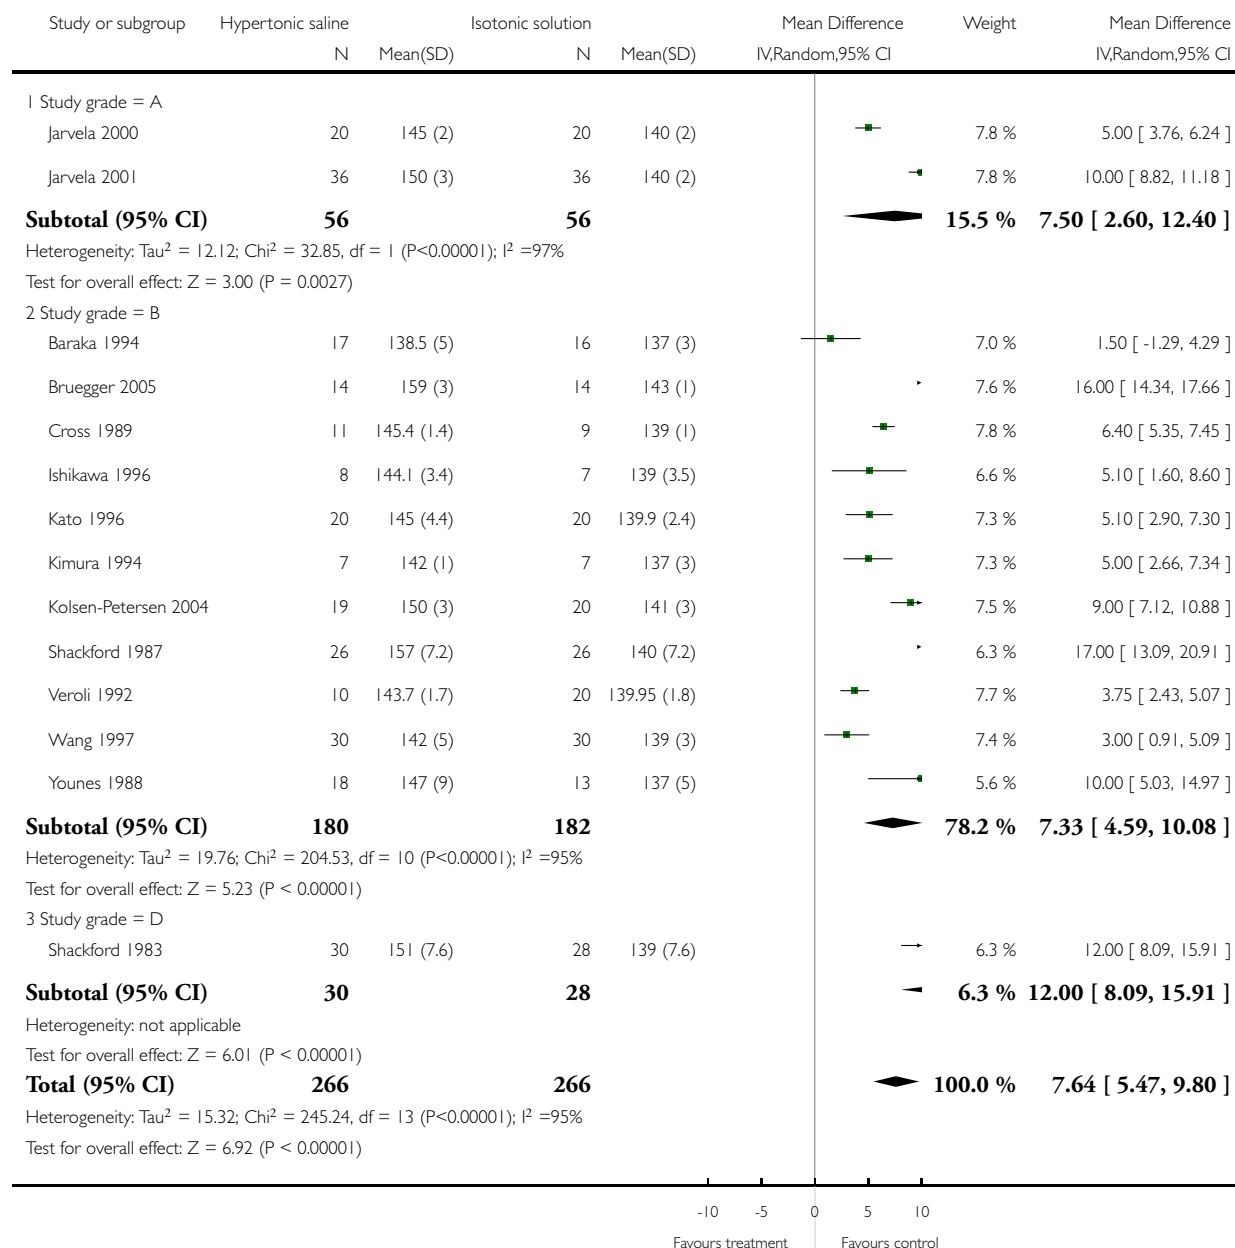 Study or subgroup Hypertonic saline Isotonic solution Mean Difference Weight Mean Difference
N Mean(SD) N Mean(SD) IV,Random,95% CI IV,Random,95% CI
1 Study grade = A
Jarvela 2000 20 145 (2) 20 140 (2) 7.8 % 5.00 [ 3.76, 6.24 ]
Jarvela 2001 36 150 (3) 36 140 (2) 7.8 % 10.00 [ 8.82, 11.18 ]
Subtotal (95% CI) 56 56 15.5 % 7.50 [ 2.60, 12.40 ]
Heterogeneity: Tau² = 12.12; Chi² = 32.85, df = 1 (P<0.00001); I² =97%
Test for overall effect: Z = 3.00 (P = 0.0027)
2 Study grade = B
Baraka 1994 17 138.5 (5) 16 137 (3) 7.0 % 1.50 [ -1.29, 4.29 ]
Bruegger 2005 14 159 (3) 14 143 (1) 7.6 % 16.00 [ 14.34, 17.66 ]
Cross 1989 11 145.4 (1.4) 9 139 (1) 7.8 % 6.40 [ 5.35, 7.45 ]
Ishikawa 1996 8 144.1 (3.4) 7 139 (3.5) 6.6 % 5.10 [ 1.60, 8.60 ]
Kato 1996 20 145 (4.4) 20 139.9 (2.4) 7.3 % 5.10 [ 2.90, 7.30 ]
Kimura 1994 7 142 (1) 7 137 (3) 7.3 % 5.00 [ 2.66, 7.34 ]
Kolsen-Petersen 2004 19 150 (3) 20 141 (3) 7.5 % 9.00 [ 7.12, 10.88 ]
Shackford 1987 26 157 (7.2) 26 140 (7.2) 6.3 % 17.00 [ 13.09, 20.91 ]
Veroli 1992 10 143.7 (1.7) 20 139.95 (1.8) 7.7 % 3.75 [ 2.43, 5.07 ]
Wang 1997 30 142 (5) 30 139 (3) 7.4 % 3.00 [ 0.91, 5.09 ]
Younes 1988 18 147 (9) 13 137 (5) 5.6 % 10.00 [ 5.03, 14.97 ]
Subtotal (95% CI) 180 182 78.2 % 7.33 [ 4.59, 10.08 ]
Heterogeneity: Tau² = 19.76; Chi² = 204.53, df = 10 (P<0.00001); I² =95%
Test for overall effect: Z = 5.23 (P < 0.00001)
3 Study grade = D
Shackford 1983 30 151 (7.6) 28 139 (7.6) 6.3 % 12.00 [ 8.09, 15.91 ]
Subtotal (95% CI) 30 28 6.3 % 12.00 [ 8.09, 15.91 ]
Heterogeneity: not applicable
Test for overall effect: Z = 6.01 (P < 0.00001)
Total (95% CI) 266 266 100.0 % 7.64 [ 5.47, 9.80 ]
Heterogeneity: Tau² = 15.32; Chi² = 245.24, df = 13 (P<0.00001); I² =95%
Test for overall effect: Z = 6.92 (P < 0.00001)
-10 -5 0 5 10
Favours treatment Favours control